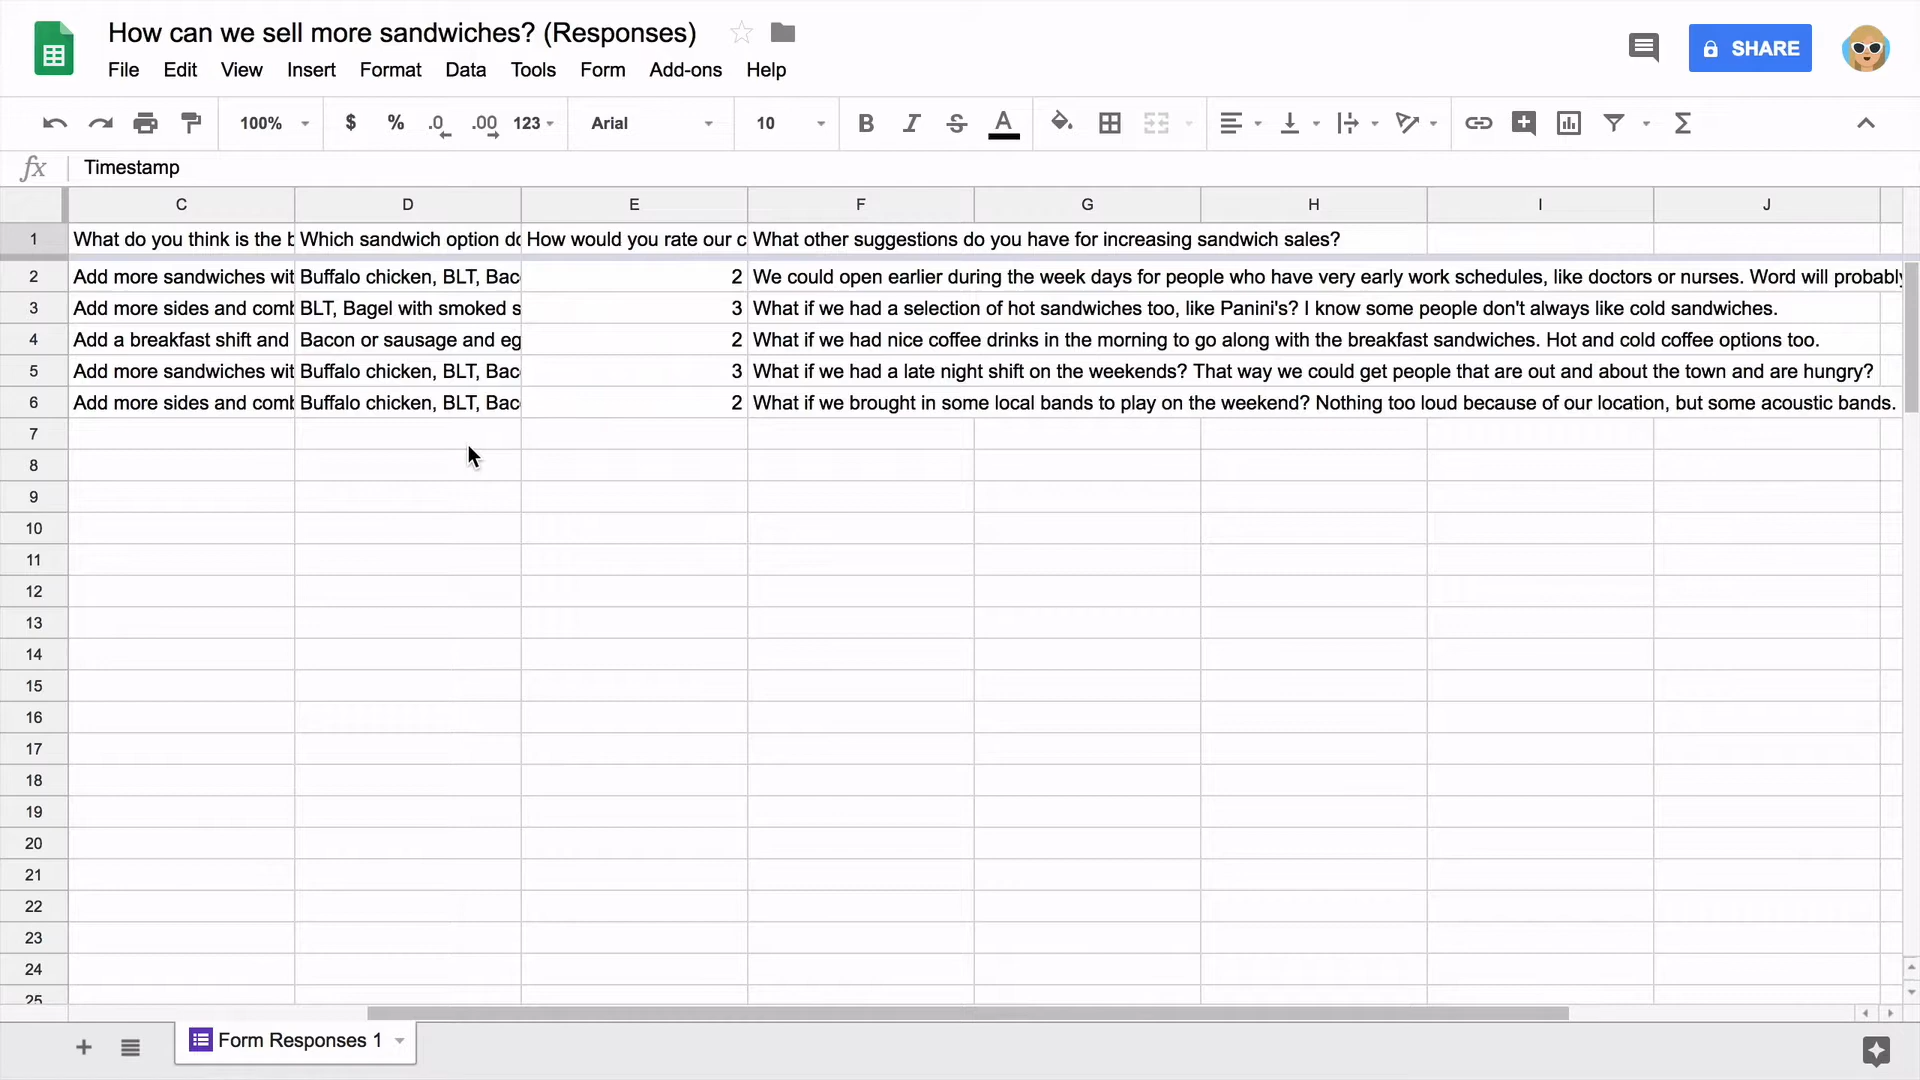 How can we sell more sandwiches? (Responses)
File Edit View Insert Format Data Tools Form Add-ons Help
SHARE
100% $ % .0 .00 123 Arial 10 B I S A Σ
fx Timestamp
C D E F G H I J
1 What do you think is the b Which sandwich option do How would you rate our c What other suggestions do you have for increasing sandwich sales?
2 Add more sandwiches wit Buffalo chicken, BLT, Bac 2 We could open earlier during the week days for people who have very early work schedules, like doctors or nurses. Word will probably
3 Add more sides and comb BLT, Bagel with smoked s 3 What if we had a selection of hot sandwiches too, like Panini's? I know some people don't always like cold sandwiches.
4 Add a breakfast shift and Bacon or sausage and eg 2 What if we had nice coffee drinks in the morning to go along with the breakfast sandwiches. Hot and cold coffee options too.
5 Add more sandwiches wit Buffalo chicken, BLT, Bac 3 What if we had a late night shift on the weekends? That way we could get people that are out and about the town and are hungry?
6 Add more sides and comb Buffalo chicken, BLT, Bac 2 What if we brought in some local bands to play on the weekend? Nothing too loud because of our location, but some acoustic bands.
7
8
9
10
11
12
13
14
15
16
17
18
19
20
21
22
23
24
25
Form Responses 1